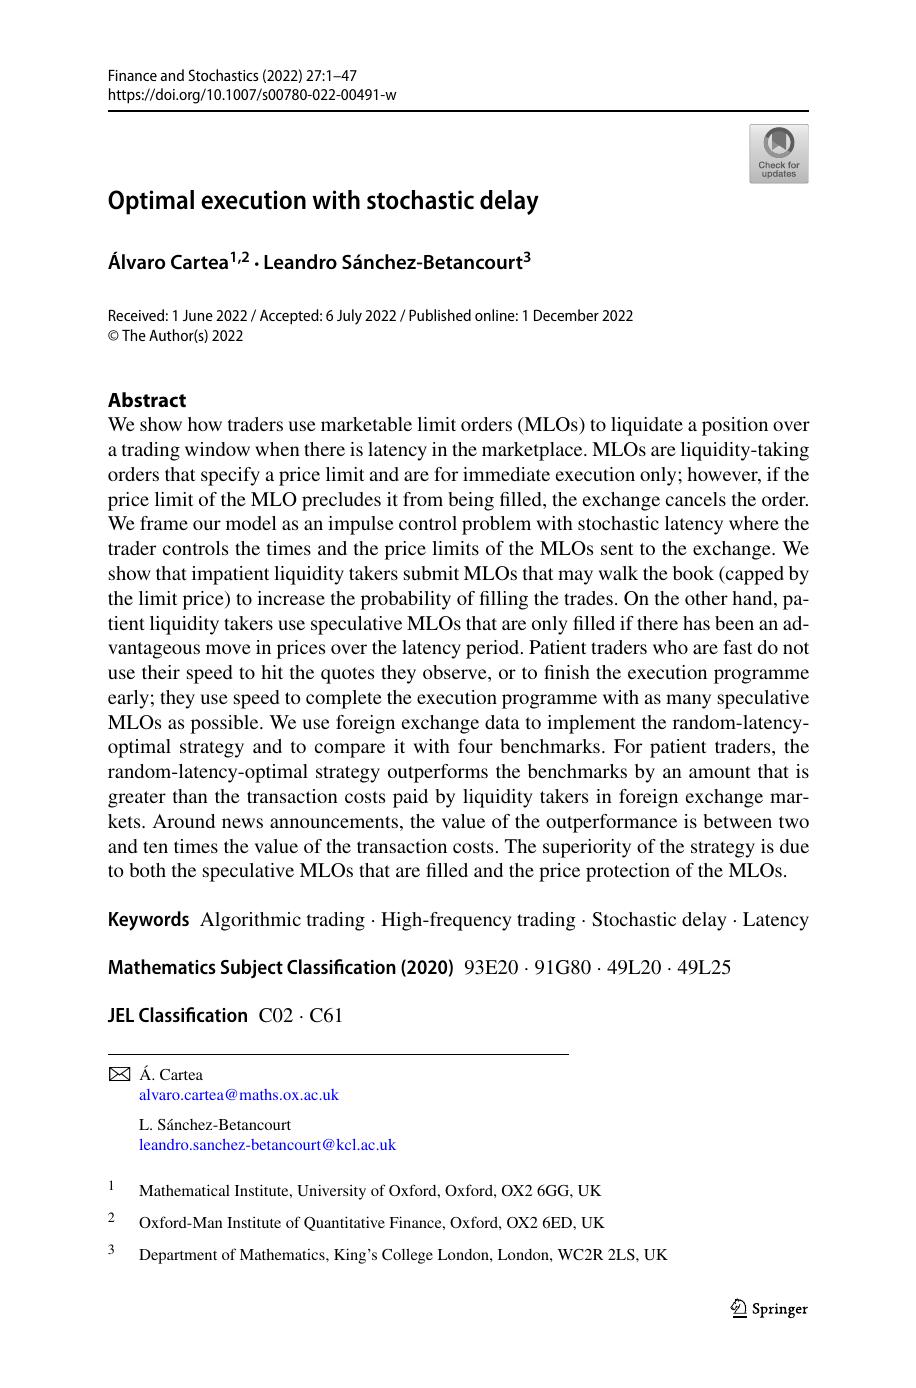 Finance and Stochastics (2022) 27:1–47
https://doi.org/10.1007/s00780-022-00491-w
Check for
updates
Optimal execution with stochastic delay
Álvaro Cartea1,2 · Leandro Sánchez-Betancourt3
Received: 1 June 2022 / Accepted: 6 July 2022 / Published online: 1 December 2022
© The Author(s) 2022
Abstract
We show how traders use marketable limit orders (MLOs) to liquidate a position over
a trading window when there is latency in the marketplace. MLOs are liquidity-taking
orders that specify a price limit and are for immediate execution only; however, if the
price limit of the MLO precludes it from being filled, the exchange cancels the order.
We frame our model as an impulse control problem with stochastic latency where the
trader controls the times and the price limits of the MLOs sent to the exchange. We
show that impatient liquidity takers submit MLOs that may walk the book (capped by
the limit price) to increase the probability of filling the trades. On the other hand, pa-
tient liquidity takers use speculative MLOs that are only filled if there has been an ad-
vantageous move in prices over the latency period. Patient traders who are fast do not
use their speed to hit the quotes they observe, or to finish the execution programme
early; they use speed to complete the execution programme with as many speculative
MLOs as possible. We use foreign exchange data to implement the random-latency-
optimal strategy and to compare it with four benchmarks. For patient traders, the
random-latency-optimal strategy outperforms the benchmarks by an amount that is
greater than the transaction costs paid by liquidity takers in foreign exchange mar-
kets. Around news announcements, the value of the outperformance is between two
and ten times the value of the transaction costs. The superiority of the strategy is due
to both the speculative MLOs that are filled and the price protection of the MLOs.
Keywords Algorithmic trading · High-frequency trading · Stochastic delay · Latency
Mathematics Subject Classification (2020) 93E20 · 91G80 · 49L20 · 49L25
JEL Classification C02 · C61
Á. Cartea
alvaro.cartea@maths.ox.ac.uk
L. Sánchez-Betancourt
leandro.sanchez-betancourt@kcl.ac.uk
1 Mathematical Institute, University of Oxford, Oxford, OX2 6GG, UK
2 Oxford-Man Institute of Quantitative Finance, Oxford, OX2 6ED, UK
3 Department of Mathematics, King's College London, London, WC2R 2LS, UK
Springer